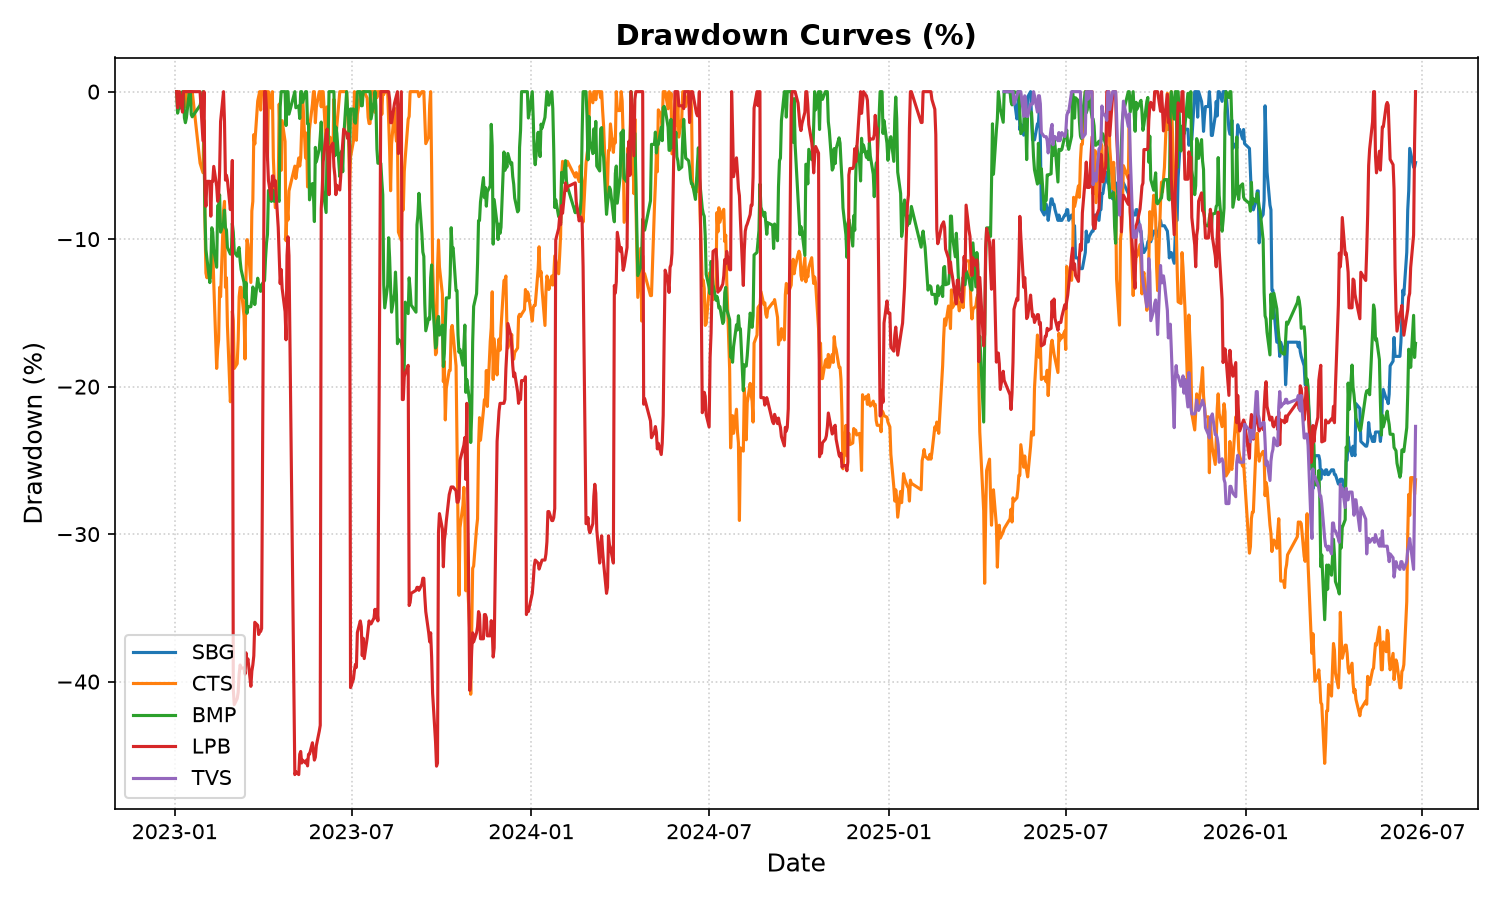 Drawdown Curves (%)
Drawdown (%)
0
−10
−20
−30
−40
SBG
CTS
BMP
LPB
TVS
2023-01
2023-07
2024-01
2024-07
2025-01
2025-07
2026-01
2026-07
Date